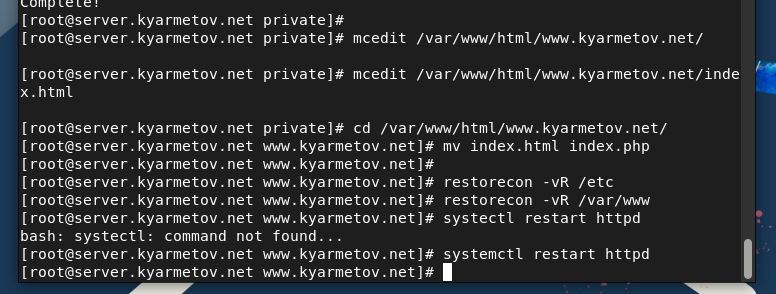 Complete!
[root@server.kyarmetov.net private]#
[root@server.kyarmetov.net private]# mcedit /var/www/html/www.kyarmetov.net/
[root@server.kyarmetov.net private]# mcedit /var/www/html/www.kyarmetov.net/inde
x.html
[root@server.kyarmetov.net private]# cd /var/www/html/www.kyarmetov.net/
[root@server.kyarmetov.net www.kyarmetov.net]# mv index.html index.php
[root@server.kyarmetov.net www.kyarmetov.net]#
[root@server.kyarmetov.net www.kyarmetov.net]# restorecon -vR /etc
[root@server.kyarmetov.net www.kyarmetov.net]# restorecon -vR /var/www
[root@server.kyarmetov.net www.kyarmetov.net]# systectl restart httpd
bash: systectl: command not found...
[root@server.kyarmetov.net www.kyarmetov.net]# systemctl restart httpd
[root@server.kyarmetov.net www.kyarmetov.net]#